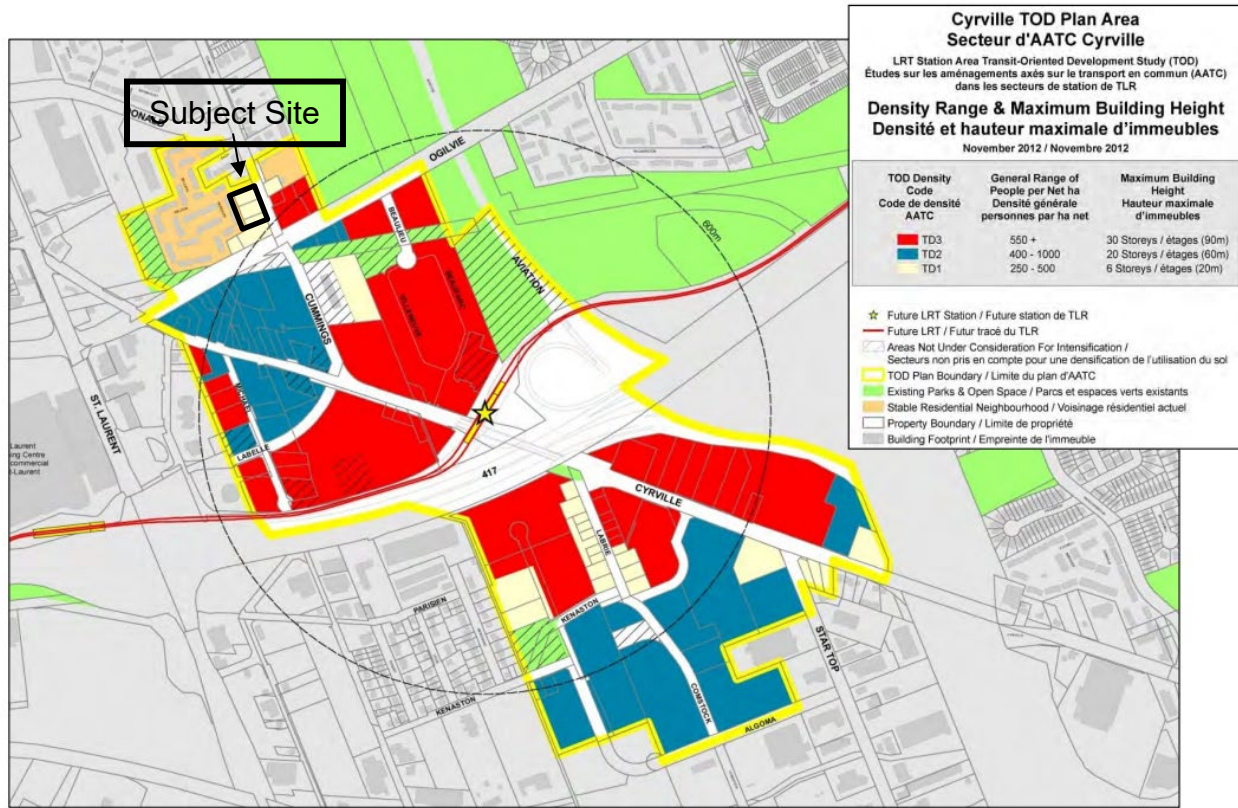 Cyrville TOD Plan Area
Secteur d'AATC Cyrville
LRT Station Area Transit-Oriented Development Study (TOD)
Études sur les aménagements axés sur le transport en commun (AATC)
dans les secteurs de station de TLR
Density Range & Maximum Building Height
Densité et hauteur maximale d'immeubles
November 2012 / Novembre 2012
TOD Density Code
Code de densité AATC
General Range of People per Net ha
Densité générale personnes par ha net
Maximum Building Height
Hauteur maximale d'immeubles
TD3 550 + 30 Storeys / étages (90m)
TD2 400 - 1000 20 Storeys / étages (60m)
TD1 250 - 500 6 Storeys / étages (20m)
Future LRT Station / Future station de TLR
Future LRT / Futur tracé du TLR
Areas Not Under Consideration For Intensification /
Secteurs non pris en compte pour une densification de l'utilisation du sol
TOD Plan Boundary / Limite du plan d'AATC
Existing Parks & Open Space / Parcs et espaces verts existants
Stable Residential Neighbourhood / Voisinage résidentiel actuel
Property Boundary / Limite de propriété
Building Footprint / Empreinte de l'immeuble
Subject Site
OGILVIE
BEAULIEU
AVIATION
600m
CUMMINGS
ST. LAURENT
LABELLE
417
CYRVILLE
LABRIE
PARISIEN
KENASTON
KENASTON
STAR TOP
COMSTOCK
ALGOMA